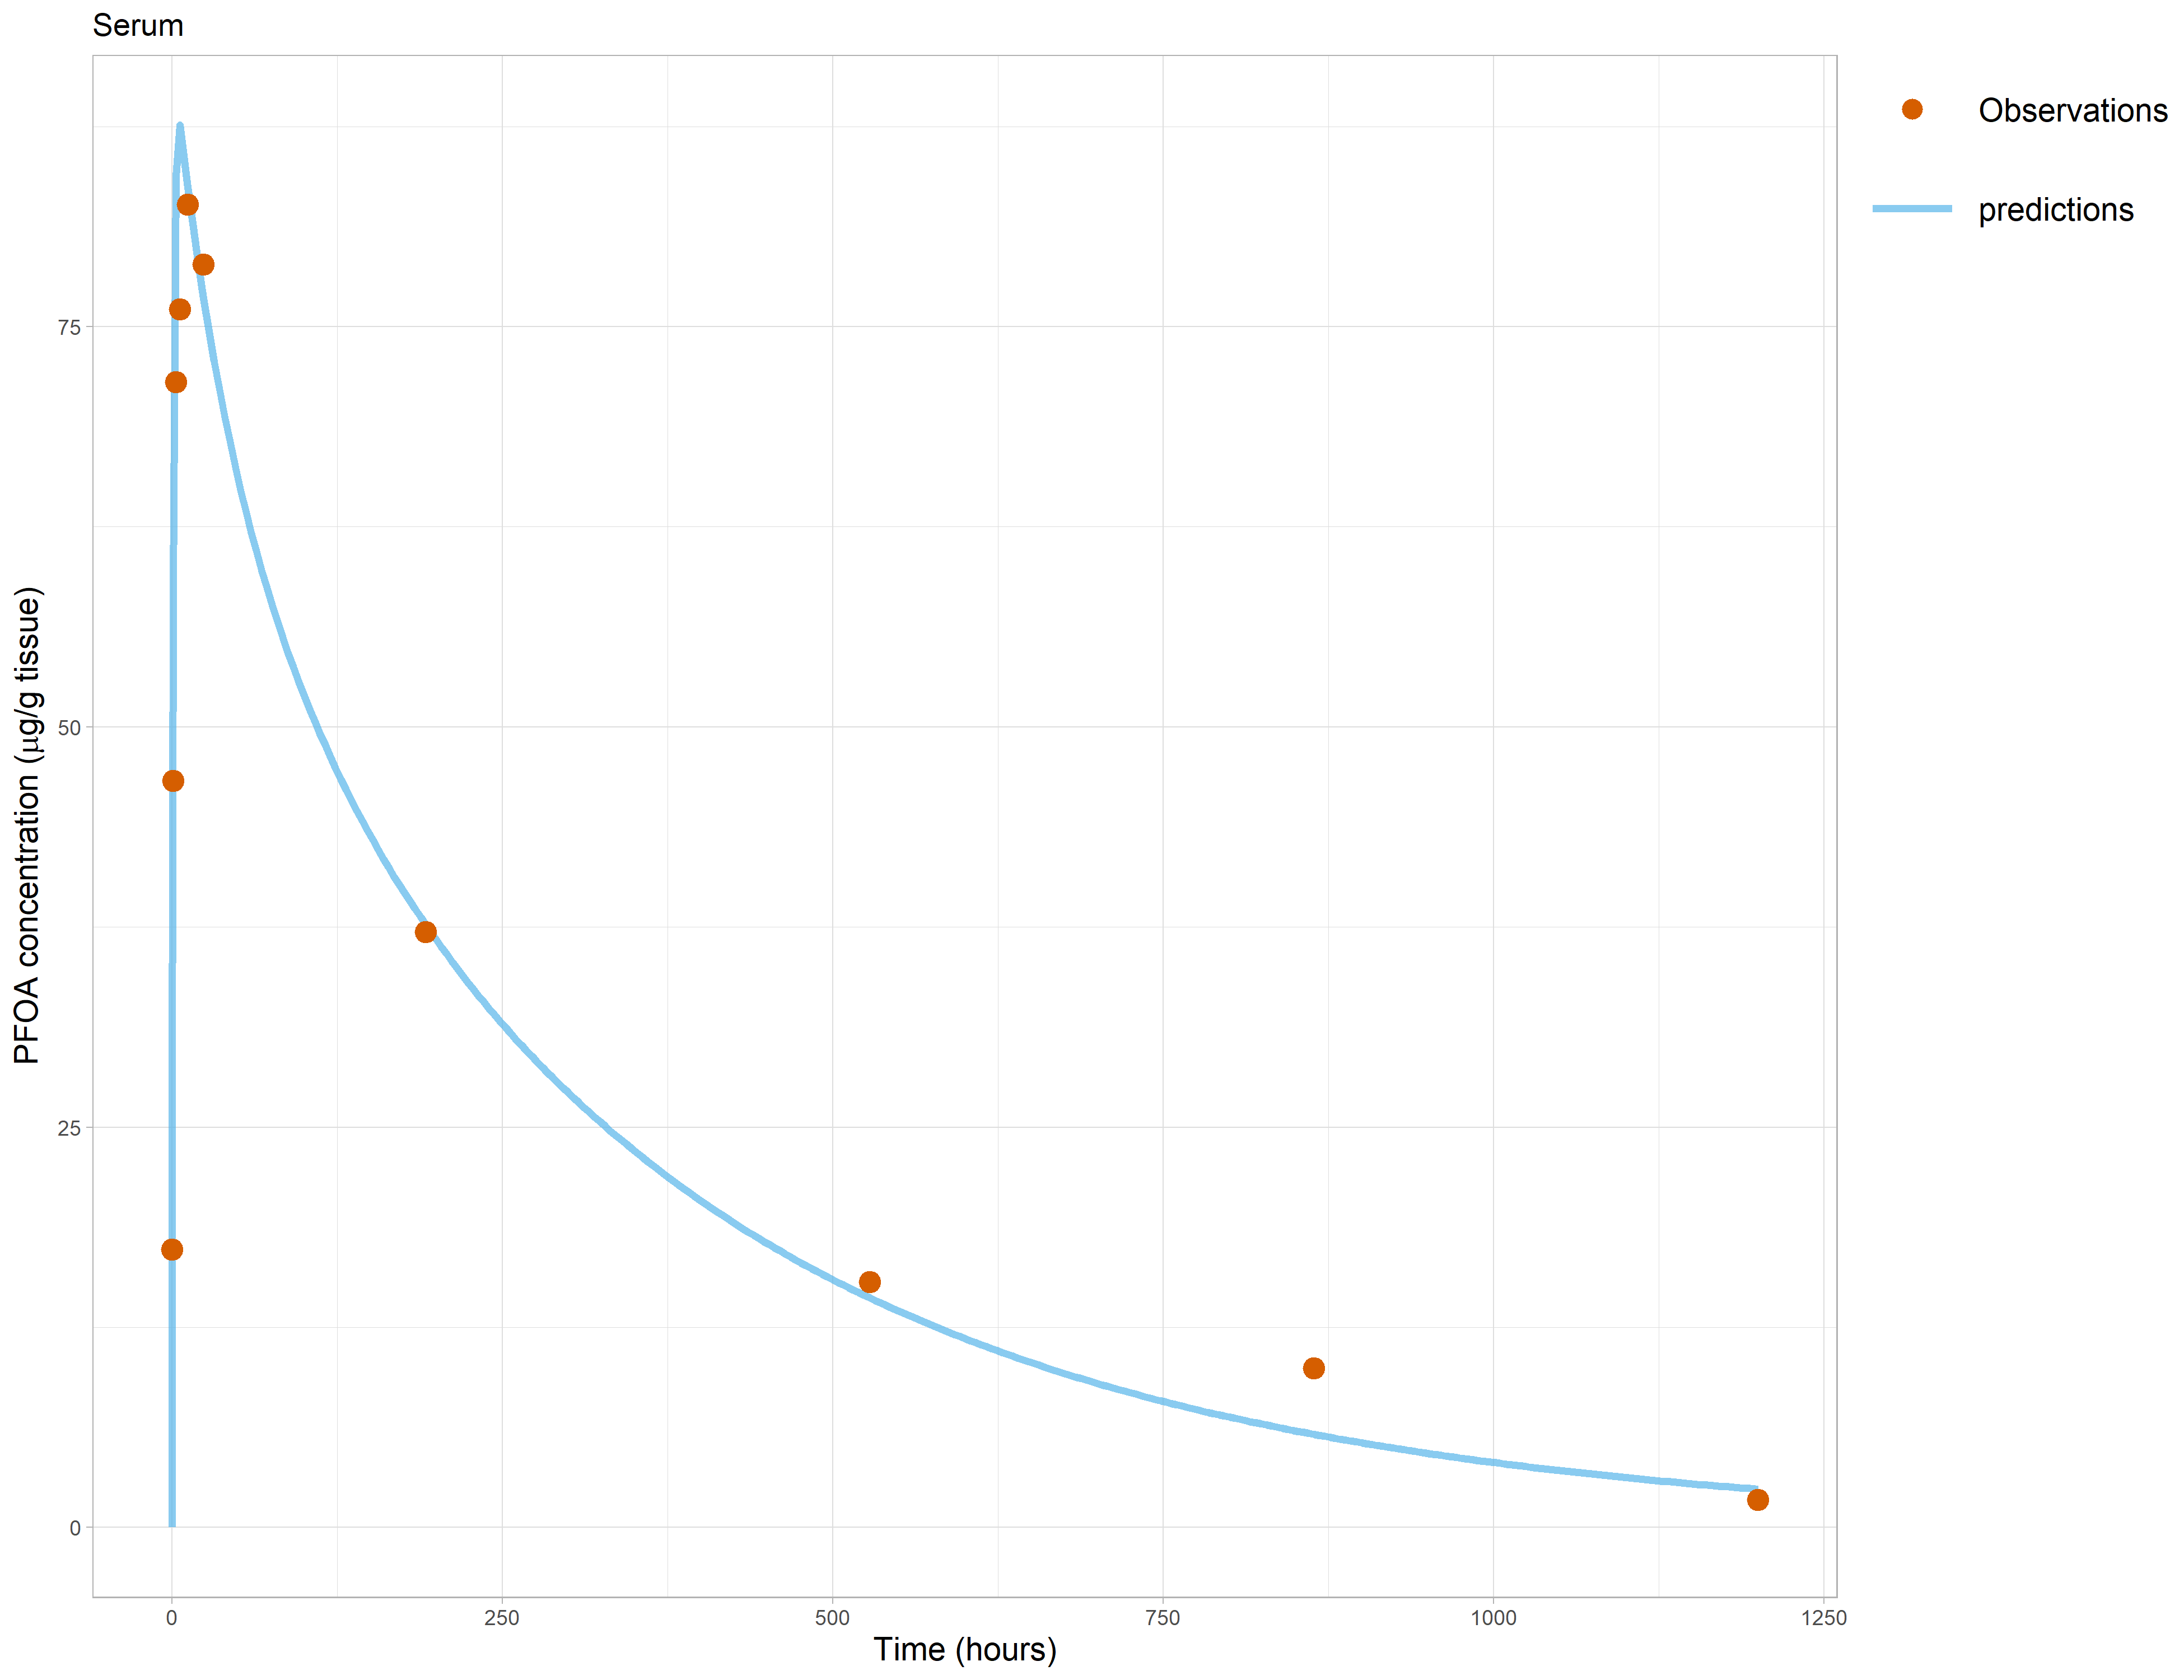 Serum
Observations
predictions
PFOA concentration (μg/g tissue)
75
50
25
0
0 250 500 750 1000 1250
Time (hours)